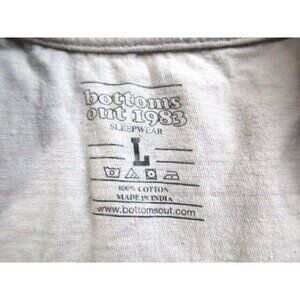 bottoms
out 1983
SLEEPWEAR
L
100% COTTON
MADE IN INDIA
www.bottomsout.com